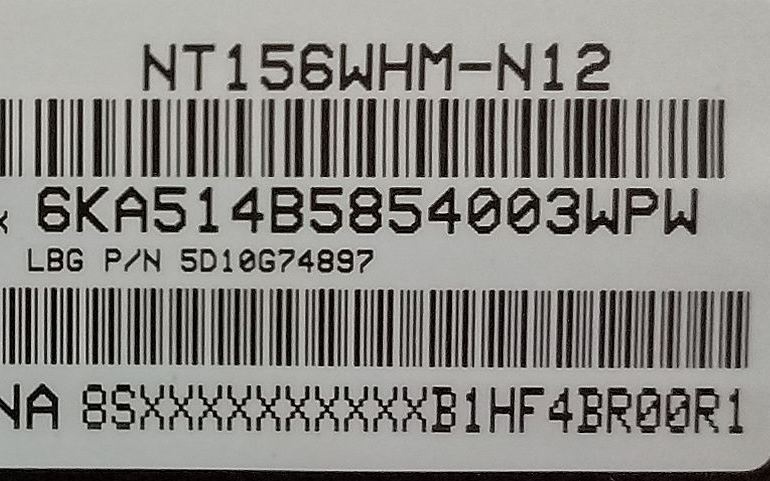 NT156WHM-N12
6KA514B5854003WPW
LBG P/N 5D10G74897
NA 8SXXXXXXXXXXB1HF4BR00R1